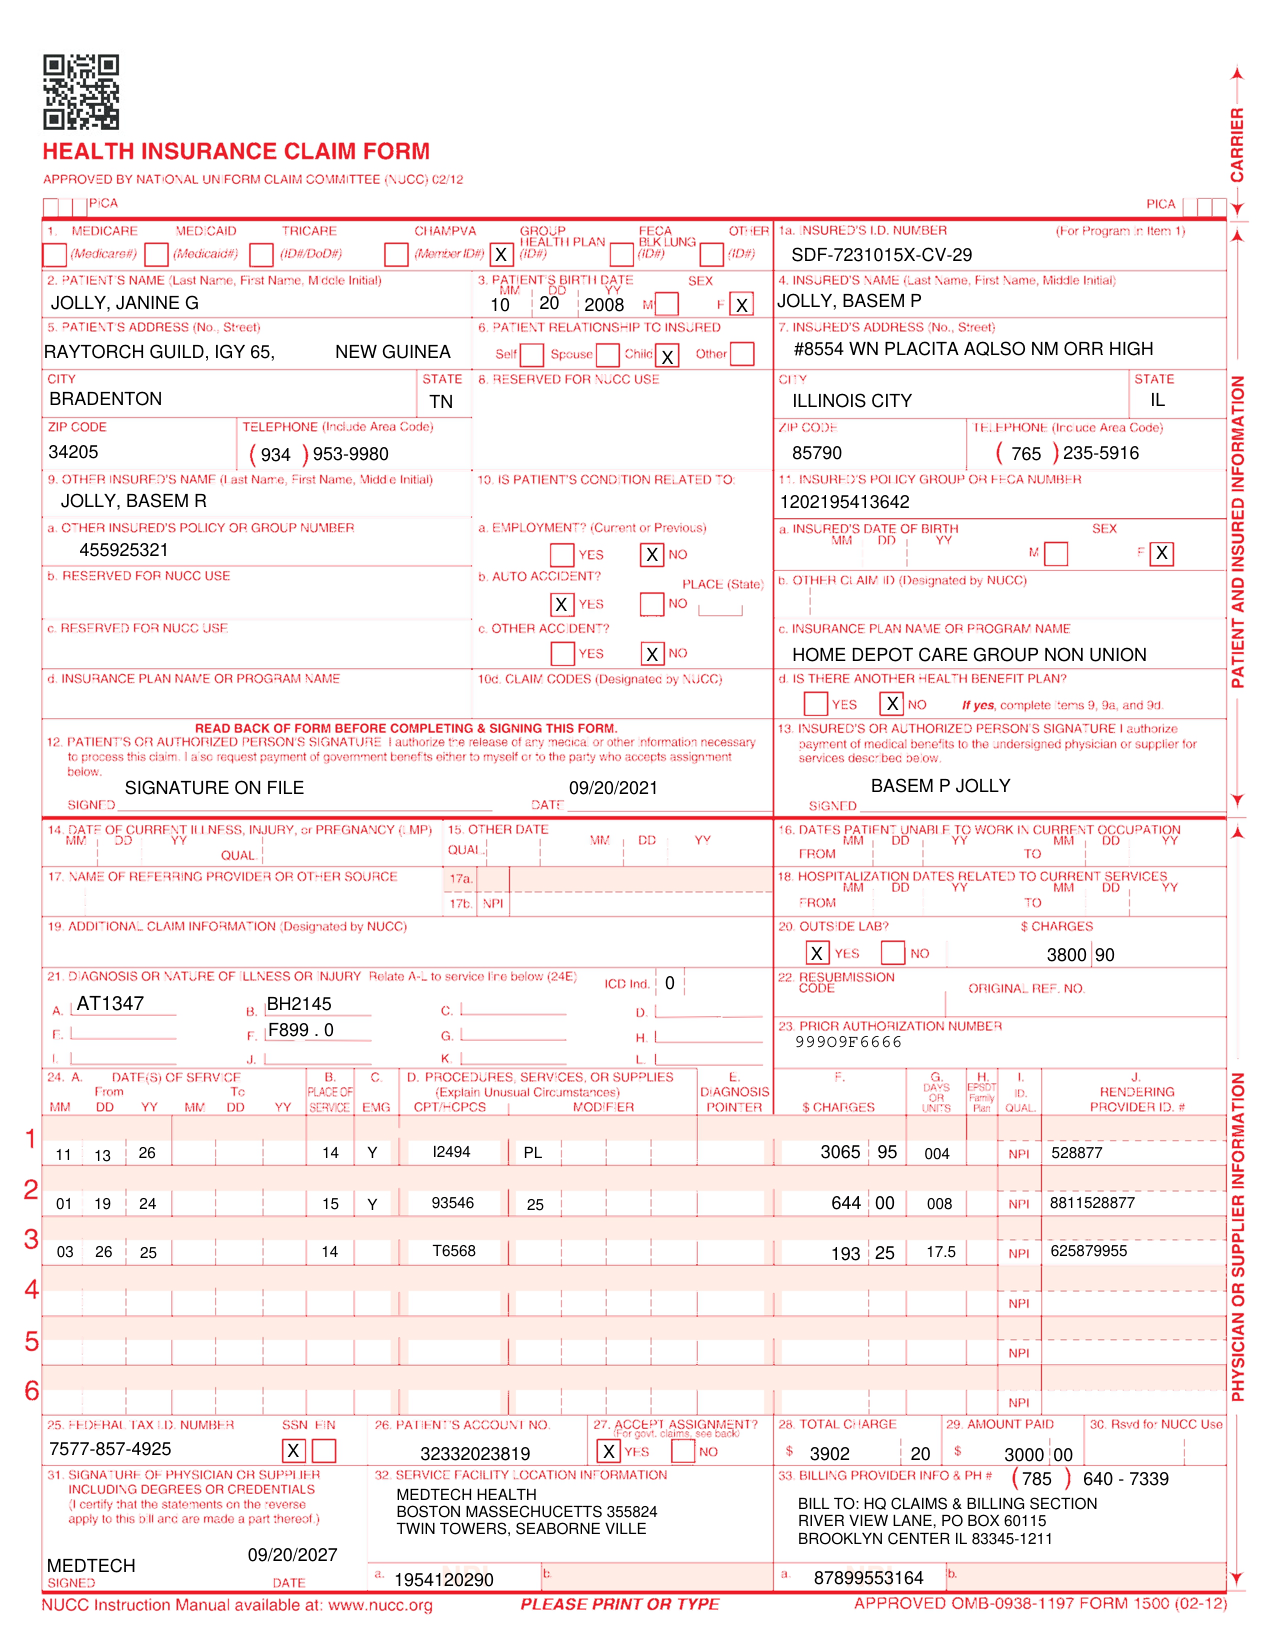 HEALTH INSURANCE CLAIM FORM
APPROVED BY NATIONAL UNIFORM CLAIM COMMITTEE (NUCC) 02/12
PICA PICA
CARRIER
1. MEDICARE MEDICAID TRICARE CHAMPVA GROUP HEALTH PLAN FECA BLK LUNG OTHER
(Medicare#) (Medicaid#) (ID#/DoD#) (Member ID#) X (ID#) (ID#) (ID#)
1a. INSURED'S I.D. NUMBER (For Program in Item 1)
SDF-7231015X-CV-29
2. PATIENT'S NAME (Last Name, First Name, Middle Initial)
JOLLY, JANINE G
3. PATIENT'S BIRTH DATE SEX
MM DD YY
10 20 2008 M F X
4. INSURED'S NAME (Last Name, First Name, Middle Initial)
JOLLY, BASEM P
5. PATIENT'S ADDRESS (No., Street)
RAYTORCH GUILD, IGY 65, NEW GUINEA
6. PATIENT RELATIONSHIP TO INSURED
Self Spouse Child X Other
7. INSURED'S ADDRESS (No., Street)
#8554 WN PLACITA AQLSO NM ORR HIGH
CITY STATE
BRADENTON TN
8. RESERVED FOR NUCC USE
CITY STATE
ILLINOIS CITY IL
ZIP CODE TELEPHONE (Include Area Code)
34205 ( 934 ) 953-9980
ZIP CODE TELEPHONE (Include Area Code)
85790 ( 765 ) 235-5916
9. OTHER INSURED'S NAME (Last Name, First Name, Middle Initial)
JOLLY, BASEM R
10. IS PATIENT'S CONDITION RELATED TO:
11. INSURED'S POLICY GROUP OR FECA NUMBER
1202195413642
a. OTHER INSURED'S POLICY OR GROUP NUMBER
455925321
a. EMPLOYMENT? (Current or Previous)
YES X NO
a. INSURED'S DATE OF BIRTH SEX
MM DD YY
M F X
b. RESERVED FOR NUCC USE
b. AUTO ACCIDENT? PLACE (State)
X YES NO
b. OTHER CLAIM ID (Designated by NUCC)
c. RESERVED FOR NUCC USE
c. OTHER ACCIDENT?
YES X NO
c. INSURANCE PLAN NAME OR PROGRAM NAME
HOME DEPOT CARE GROUP NON UNION
d. INSURANCE PLAN NAME OR PROGRAM NAME
10d. CLAIM CODES (Designated by NUCC)
d. IS THERE ANOTHER HEALTH BENEFIT PLAN?
YES X NO If yes, complete items 9, 9a, and 9d.
PATIENT AND INSURED INFORMATION
READ BACK OF FORM BEFORE COMPLETING & SIGNING THIS FORM.
12. PATIENT'S OR AUTHORIZED PERSON'S SIGNATURE I authorize the release of any medical or other information necessary
to process this claim. I also request payment of government benefits either to myself or to the party who accepts assignment
below.
SIGNATURE ON FILE 09/20/2021
SIGNED DATE
13. INSURED'S OR AUTHORIZED PERSON'S SIGNATURE I authorize
payment of medical benefits to the undersigned physician or supplier for
services described below.
BASEM P JOLLY
SIGNED
14. DATE OF CURRENT ILLNESS, INJURY, or PREGNANCY (LMP)
MM DD YY
QUAL.
15. OTHER DATE
QUAL. MM DD YY
16. DATES PATIENT UNABLE TO WORK IN CURRENT OCCUPATION
MM DD YY MM DD YY
FROM TO
17. NAME OF REFERRING PROVIDER OR OTHER SOURCE
17a.
17b. NPI
18. HOSPITALIZATION DATES RELATED TO CURRENT SERVICES
MM DD YY MM DD YY
FROM TO
19. ADDITIONAL CLAIM INFORMATION (Designated by NUCC)
20. OUTSIDE LAB? $ CHARGES
X YES NO 3800 90
21. DIAGNOSIS OR NATURE OF ILLNESS OR INJURY Relate A-L to service line below (24E) ICD Ind. 0
A. AT1347 B. BH2145 C. D.
E. F. F899 . 0 G. H.
I. J. K. L.
22. RESUBMISSION CODE ORIGINAL REF. NO.
23. PRIOR AUTHORIZATION NUMBER
99909F6666
24. A. DATE(S) OF SERVICE B. C. D. PROCEDURES, SERVICES, OR SUPPLIES E. F. G. H. I. J.
From To PLACE OF (Explain Unusual Circumstances) DIAGNOSIS DAYS OR UNITS EPSDT Family Plan ID. RENDERING
MM DD YY MM DD YY SERVICE EMG CPT/HCPCS MODIFIER POINTER $ CHARGES QUAL. PROVIDER ID. #
1 11 13 26 14 Y I2494 PL 3065 95 004 NPI 528877
2 01 19 24 15 Y 93546 25 644 00 008 NPI 8811528877
3 03 26 25 14 T6568 193 25 17.5 NPI 625879955
4 NPI
5 NPI
6 NPI
PHYSICIAN OR SUPPLIER INFORMATION
25. FEDERAL TAX I.D. NUMBER SSN EIN
7577-857-4925 X
26. PATIENT'S ACCOUNT NO.
32332023819
27. ACCEPT ASSIGNMENT?
(For govt. claims, see back)
X YES NO
28. TOTAL CHARGE
$ 3902 20
29. AMOUNT PAID
$ 3000 00
30. Rsvd for NUCC Use
31. SIGNATURE OF PHYSICIAN OR SUPPLIER
INCLUDING DEGREES OR CREDENTIALS
(I certify that the statements on the reverse
apply to this bill and are made a part thereof.)
MEDTECH 09/20/2027
SIGNED DATE
32. SERVICE FACILITY LOCATION INFORMATION
MEDTECH HEALTH
BOSTON MASSECHUCETTS 355824
TWIN TOWERS, SEABORNE VILLE
a. 1954120290 b.
33. BILLING PROVIDER INFO & PH # ( 785 ) 640 - 7339
BILL TO: HQ CLAIMS & BILLING SECTION
RIVER VIEW LANE, PO BOX 60115
BROOKLYN CENTER IL 83345-1211
a. 87899553164 b.
NUCC Instruction Manual available at: www.nucc.org PLEASE PRINT OR TYPE APPROVED OMB-0938-1197 FORM 1500 (02-12)